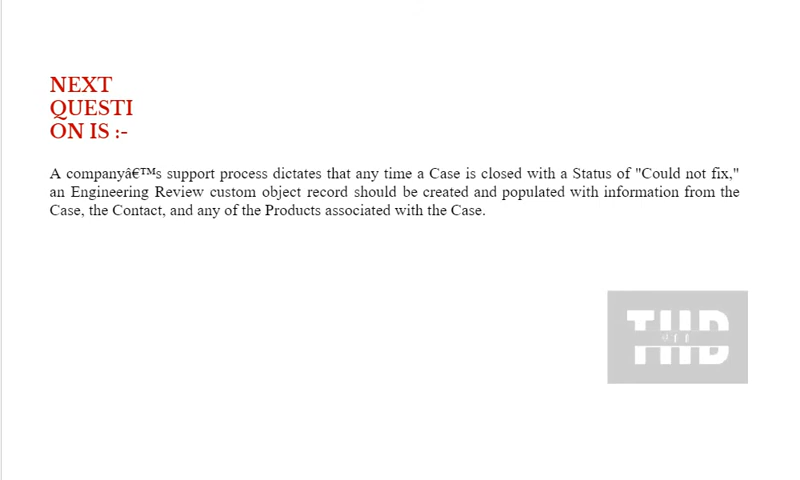 NEXT
QUESTI
ON IS :-
A companyâ€™s support process dictates that any time a Case is closed with a Status of "Could not fix,"
an Engineering Review custom object record should be created and populated with information from the
Case, the Contact, and any of the Products associated with the Case.
THD